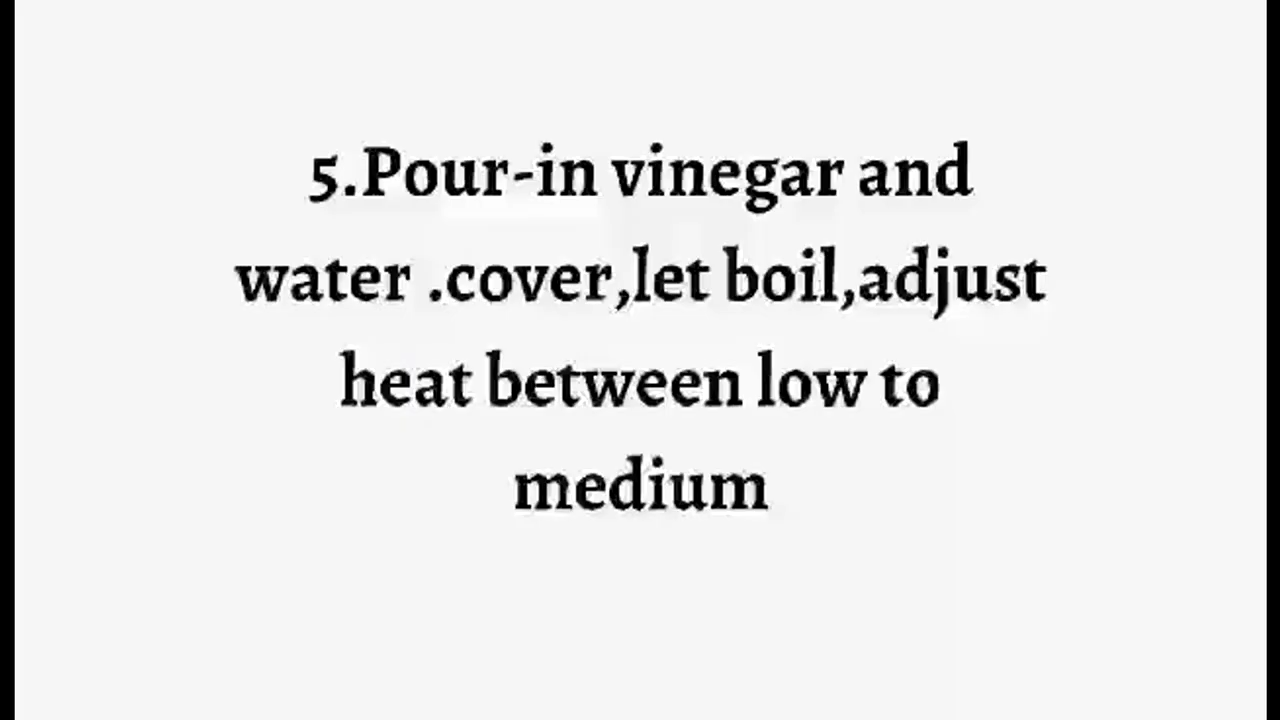 5.Pour-in vinegar and
water .cover,let boil,adjust
heat between low to
medium